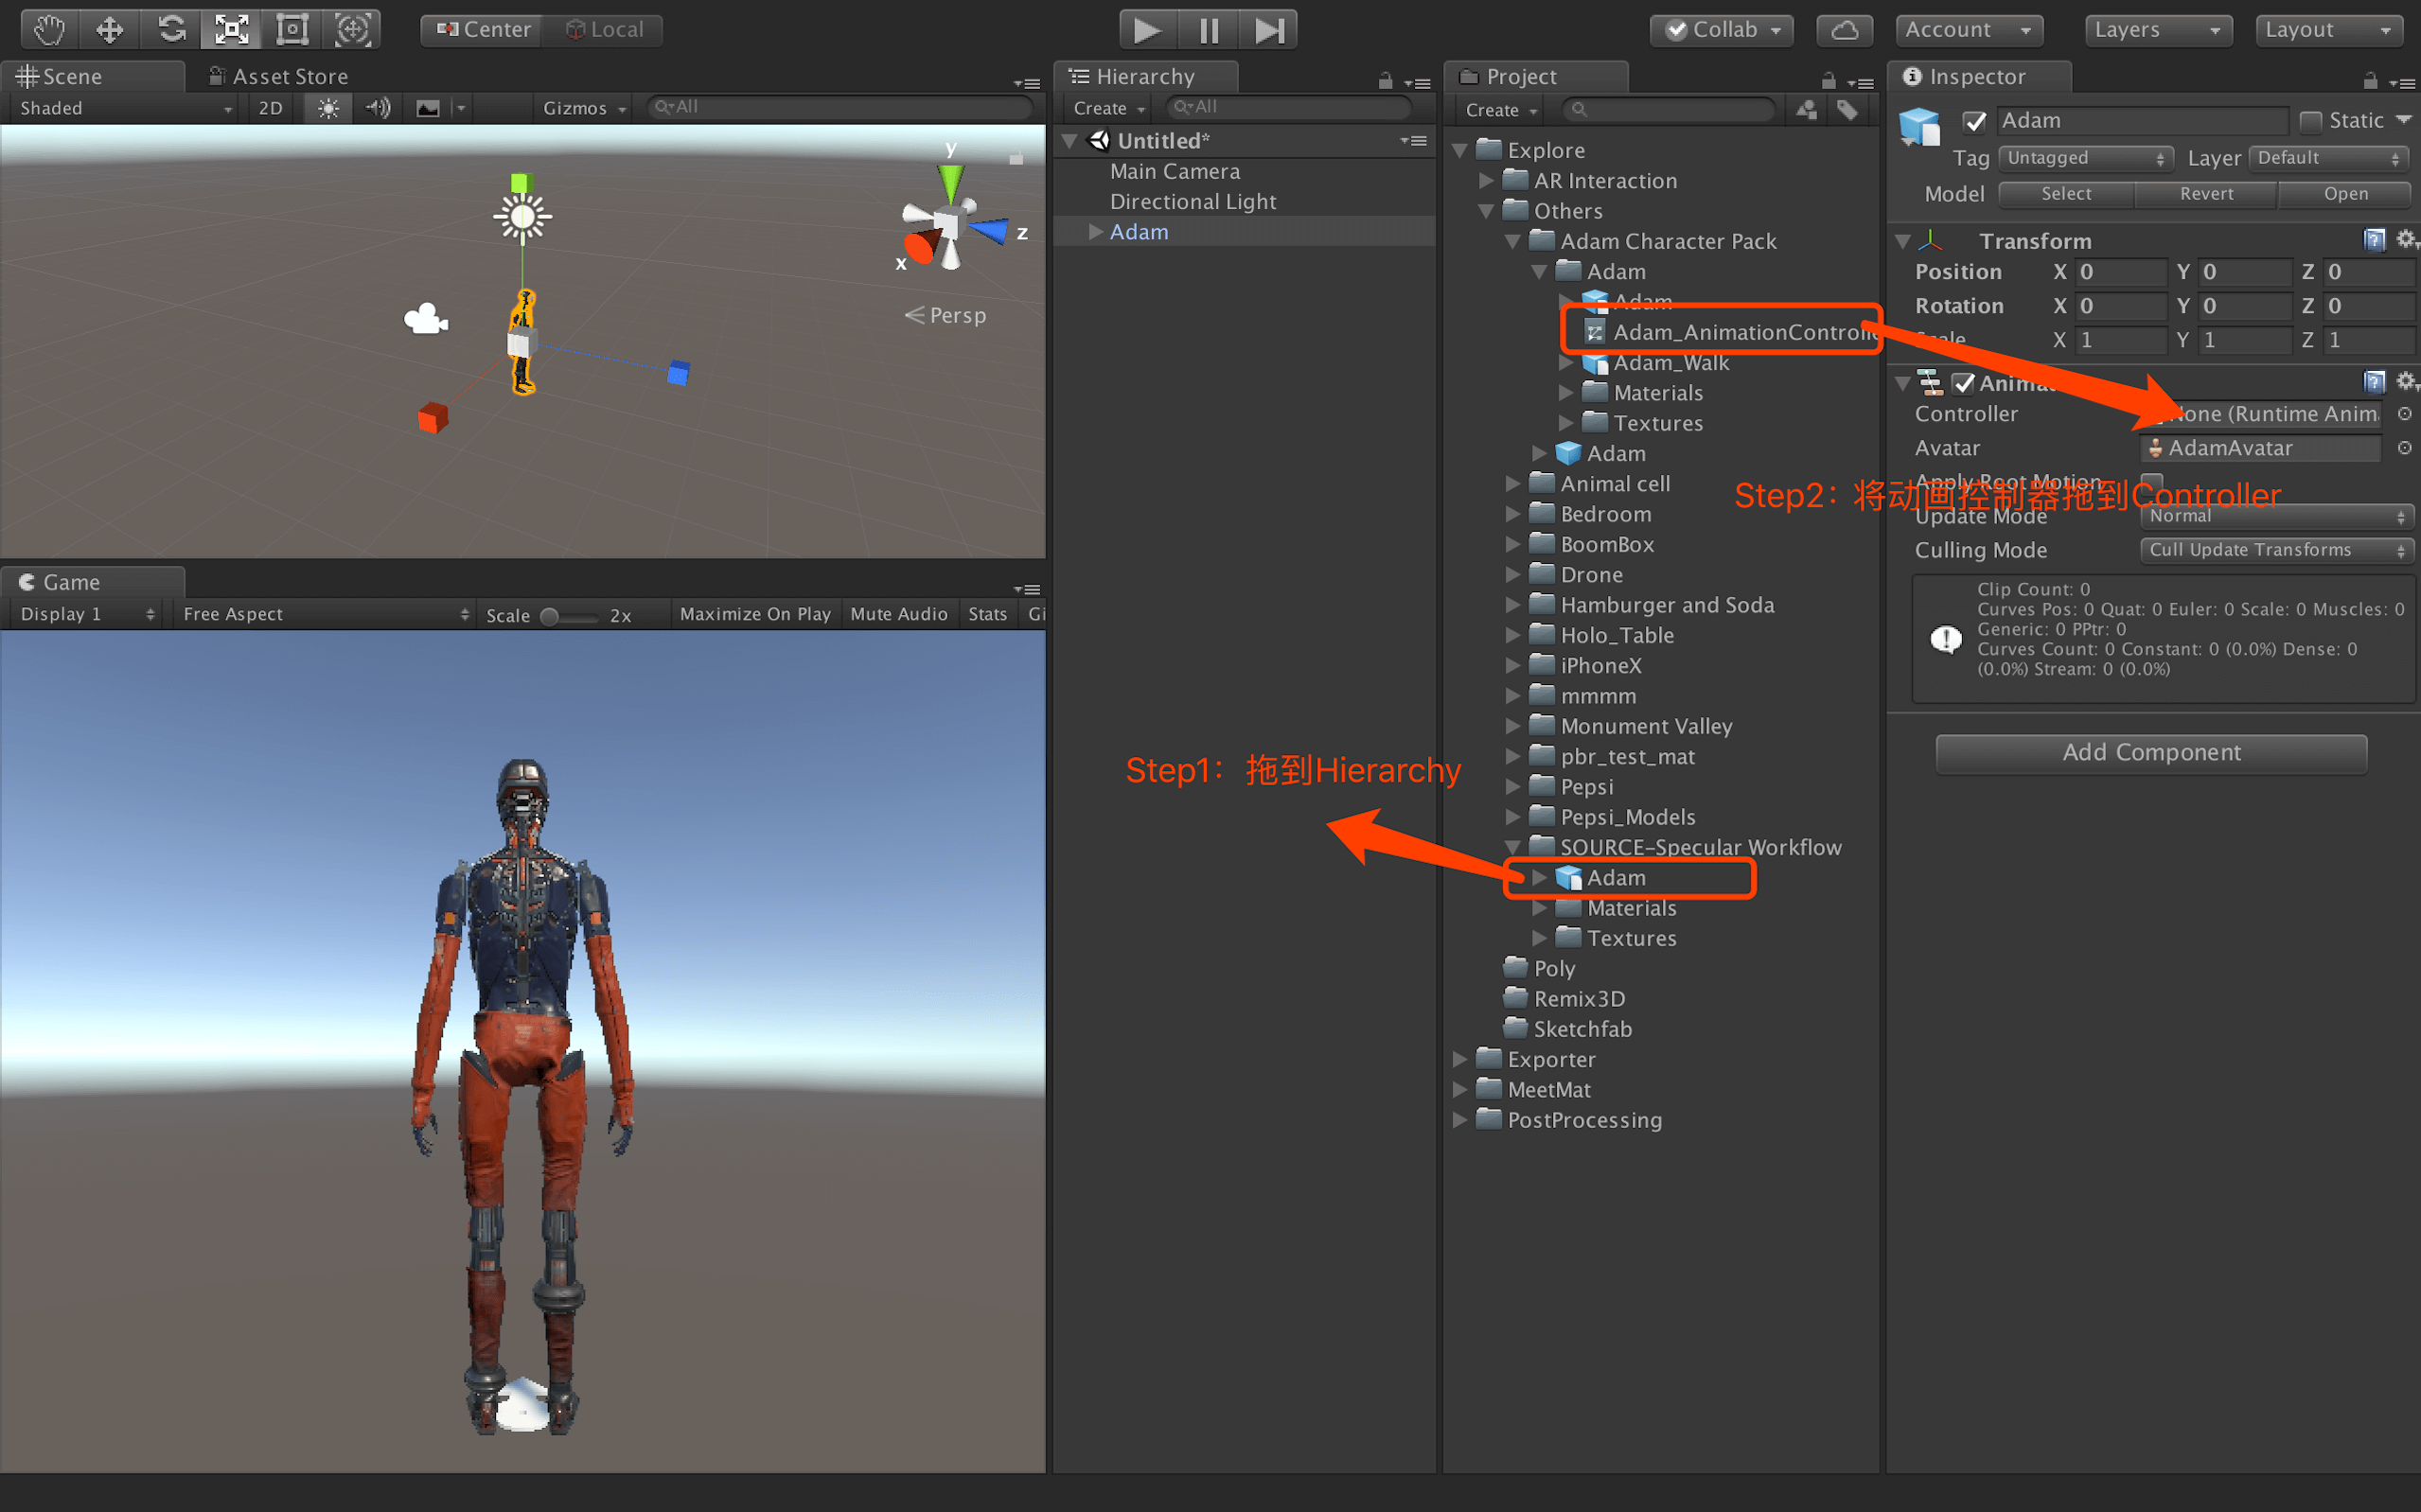 Center Local
Collab Account Layers Layout
Scene Asset Store
Shaded 2D Gizmos All
y
z
x
Persp
Game
Display 1 Free Aspect Scale 2x Maximize On Play Mute Audio Stats Gi
Hierarchy
Create All
Untitled*
Main Camera
Directional Light
Adam
Step1：拖到Hierarchy
Project
Create
Explore
AR Interaction
Others
Adam Character Pack
Adam
Adam
Adam_AnimationControlle
Adam_Walk
Materials
Textures
Adam
Animal cell
Bedroom
BoomBox
Drone
Hamburger and Soda
Holo_Table
iPhoneX
mmmm
Monument Valley
pbr_test_mat
Pepsi
Pepsi_Models
SOURCE-Specular Workflow
Adam
Materials
Textures
Poly
Remix3D
Sketchfab
Exporter
MeetMat
PostProcessing
Inspector
Adam Static
Tag Untagged Layer Default
Model Select Revert Open
Transform
Position X 0 Y 0 Z 0
Rotation X 0 Y 0 Z 0
X 1 Y 1 Z 1
Controller None (Runtime Anim
Avatar AdamAvatar
Apply Root Motion
Step2：将动画控制器拖到Controller
Update Mode Normal
Culling Mode Cull Update Transforms
Clip Count: 0
Curves Pos: 0 Quat: 0 Euler: 0 Scale: 0 Muscles: 0
Generic: 0 PPtr: 0
Curves Count: 0 Constant: 0 (0.0%) Dense: 0
(0.0%) Stream: 0 (0.0%)
Add Component